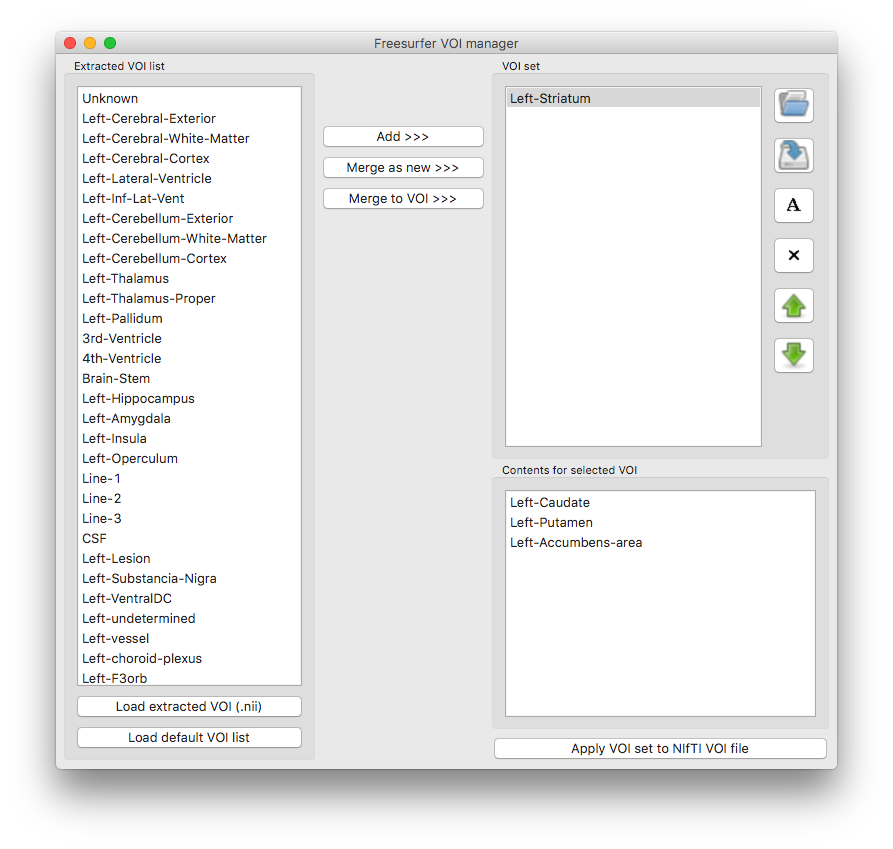 Freesurfer VOI manager
Extracted VOI list
Unknown
Left-Cerebral-Exterior
Left-Cerebral-White-Matter
Left-Cerebral-Cortex
Left-Lateral-Ventricle
Left-Inf-Lat-Vent
Left-Cerebellum-Exterior
Left-Cerebellum-White-Matter
Left-Cerebellum-Cortex
Left-Thalamus
Left-Thalamus-Proper
Left-Pallidum
3rd-Ventricle
4th-Ventricle
Brain-Stem
Left-Hippocampus
Left-Amygdala
Left-Insula
Left-Operculum
Line-1
Line-2
Line-3
CSF
Left-Lesion
Left-Substancia-Nigra
Left-VentralDC
Left-undetermined
Left-vessel
Left-choroid-plexus
Left-F3orb
Load extracted VOI (.nii)
Load default VOI list
Add >>>
Merge as new >>>
Merge to VOI >>>
VOI set
Left-Striatum
A
×
Contents for selected VOI
Left-Caudate
Left-Putamen
Left-Accumbens-area
Apply VOI set to NIfTI VOI file